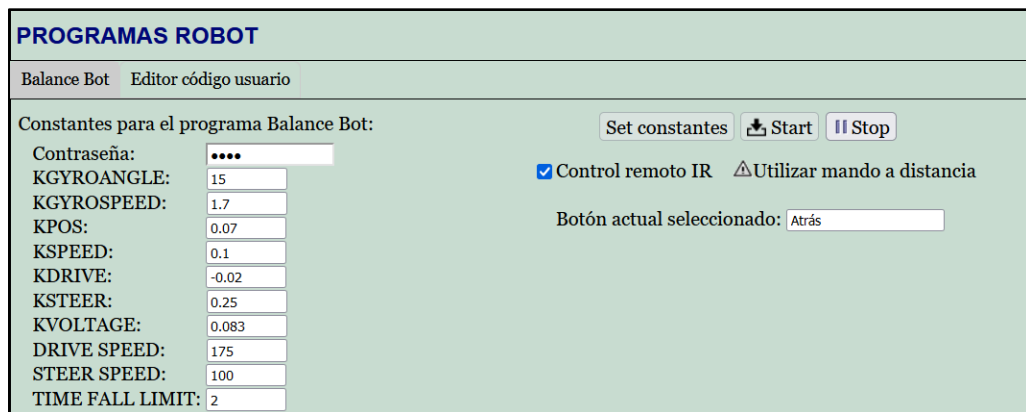 PROGRAMAS ROBOT
Balance Bot Editor código usuario
Constantes para el programa Balance Bot:
Set constantes Start Stop
Contraseña: ••••
Control remoto IR Utilizar mando a distancia
KGYROANGLE: 15
KGYROSPEED: 1.7
KPOS: 0.07
Botón actual seleccionado: Atrás
KSPEED: 0.1
KDRIVE: -0.02
KSTEER: 0.25
KVOLTAGE: 0.083
DRIVE SPEED: 175
STEER SPEED: 100
TIME FALL LIMIT: 2